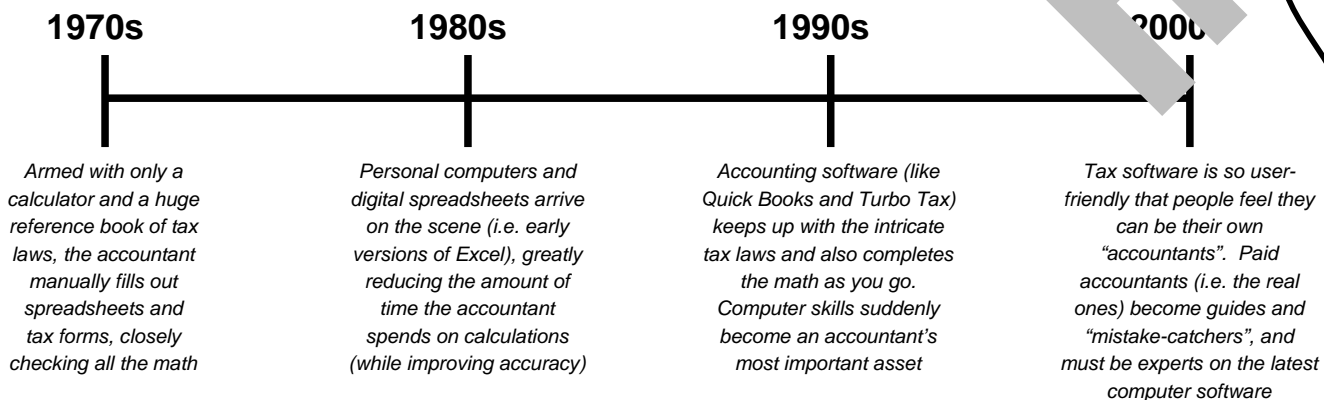 1970s
1980s
1990s
2000
Armed with only a
calculator and a huge
reference book of tax
laws, the accountant
manually fills out
spreadsheets and
tax forms, closely
checking all the math
Personal computers and
digital spreadsheets arrive
on the scene (i.e. early
versions of Excel), greatly
reducing the amount of
time the accountant
spends on calculations
(while improving accuracy)
Accounting software (like
Quick Books and Turbo Tax)
keeps up with the intricate
tax laws and also completes
the math as you go.
Computer skills suddenly
become an accountant's
most important asset
Tax software is so user-
friendly that people feel they
can be their own
“accountants”.  Paid
accountants (i.e. the real
ones) become guides and
“mistake-catchers”, and
must be experts on the latest
computer software